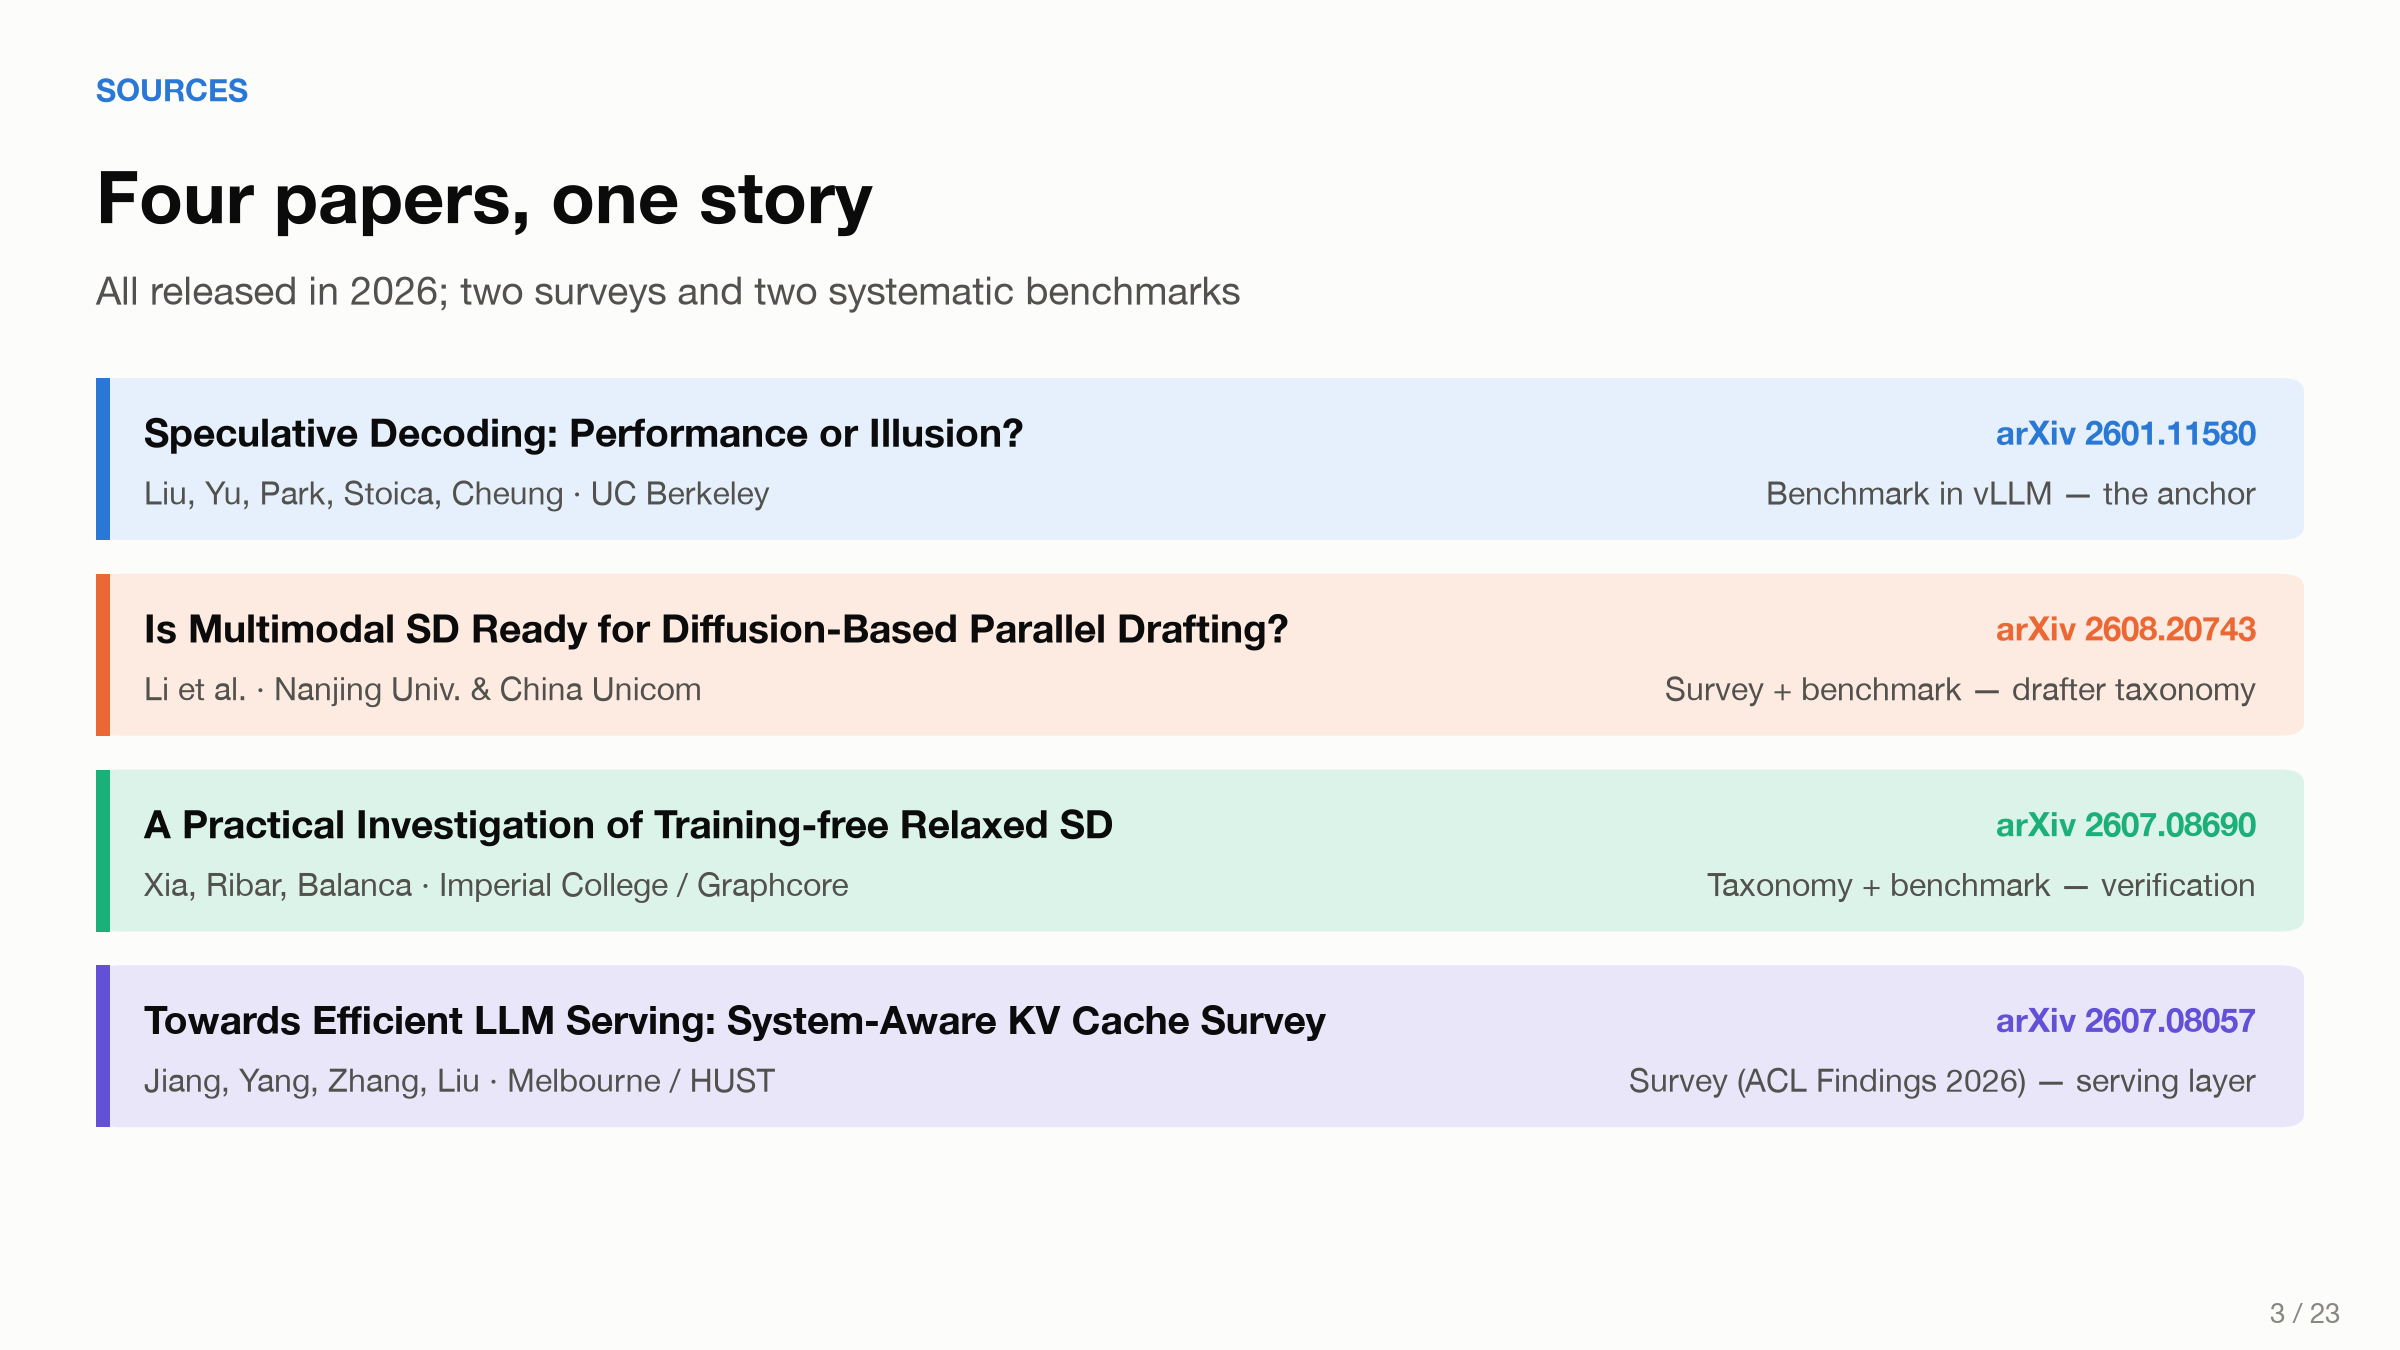 SOURCES
Four papers, one story
All released in 2026; two surveys and two systematic benchmarks
Speculative Decoding: Performance or Illusion?
arXiv 2601.11580
Liu, Yu, Park, Stoica, Cheung · UC Berkeley
Benchmark in vLLM — the anchor
Is Multimodal SD Ready for Diffusion-Based Parallel Drafting?
arXiv 2608.20743
Li et al. · Nanjing Univ. & China Unicom
Survey + benchmark — drafter taxonomy
A Practical Investigation of Training-free Relaxed SD
arXiv 2607.08690
Xia, Ribar, Balanca · Imperial College / Graphcore
Taxonomy + benchmark — verification
Towards Efficient LLM Serving: System-Aware KV Cache Survey
arXiv 2607.08057
Jiang, Yang, Zhang, Liu · Melbourne / HUST
Survey (ACL Findings 2026) — serving layer
3 / 23